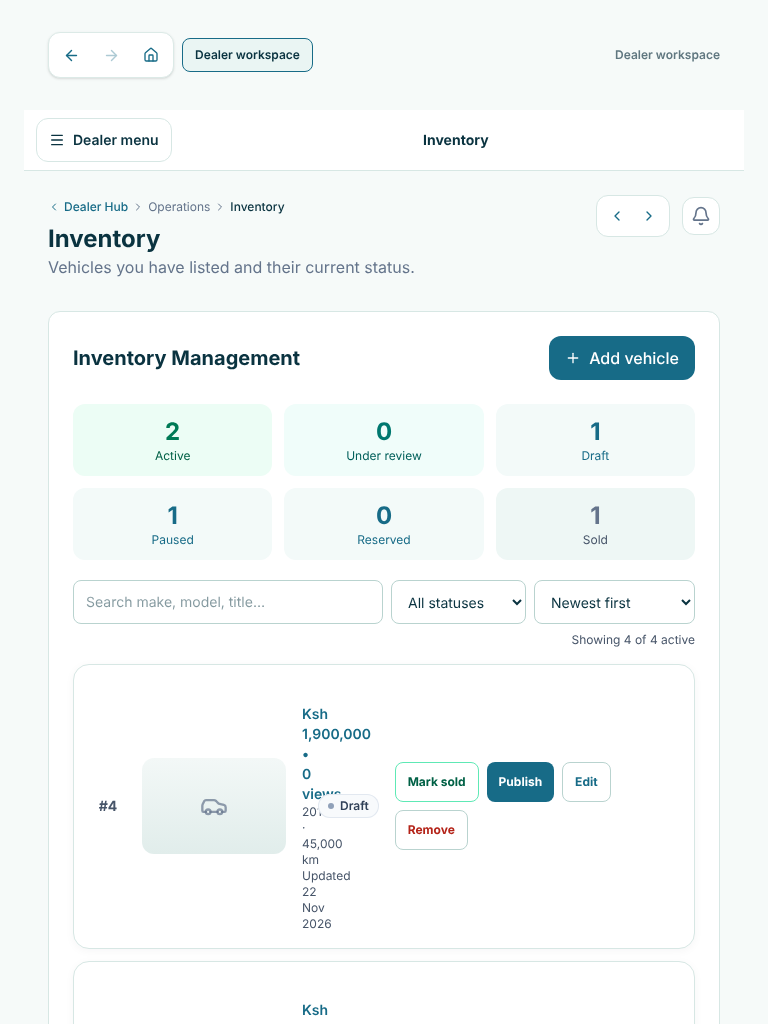 Dealer workspace
Dealer workspace
Dealer menu
Inventory
Dealer Hub
Operations
Inventory
Inventory
Vehicles you have listed and their current status.
Inventory Management
Add vehicle
2
Active
0
Under review
1
Draft
1
Paused
0
Reserved
1
Sold
Search make, model, title...
All statuses
Newest first
Showing 4 of 4 active
#4
Ksh
1,900,000
•
0
views
Draft
·
45,000
km
Updated
22
Nov
2026
Mark sold
Publish
Edit
Remove
Ksh